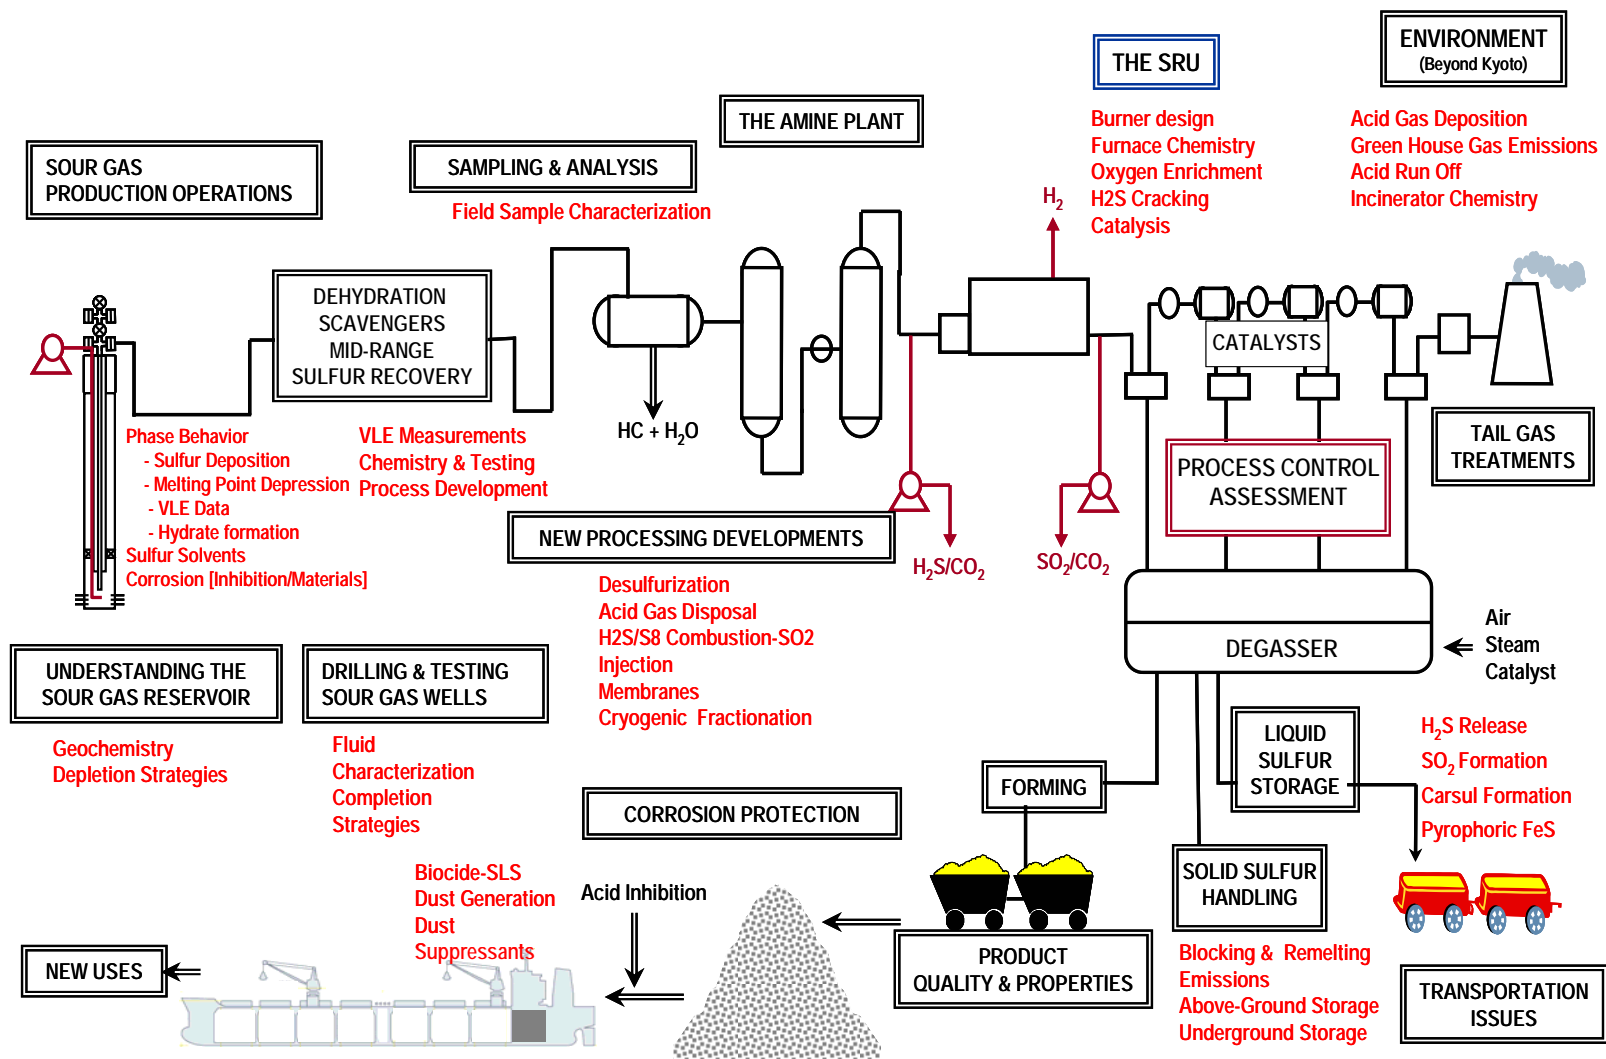 ENVIRONMENT
(Beyond Kyoto)
THE SRU
THE AMINE PLANT
Burner design
Furnace Chemistry
Oxygen Enrichment
H2S Cracking
Catalysis
Acid Gas Deposition
Green House Gas Emissions
Acid Run Off
Incinerator Chemistry
SOUR GAS
PRODUCTION OPERATIONS
SAMPLING & ANALYSIS
Field Sample Characterization
H2
DEHYDRATION
SCAVENGERS
MID-RANGE
SULFUR RECOVERY
CATALYSTS
HC + H2O
Phase Behavior
- Sulfur Deposition
- Melting Point Depression
- VLE Data
- Hydrate formation
Sulfur Solvents
Corrosion [Inhibition/Materials]
VLE Measurements
Chemistry & Testing
Process Development
PROCESS CONTROL
ASSESSMENT
TAIL GAS
TREATMENTS
NEW PROCESSING DEVELOPMENTS
H2S/CO2
SO2/CO2
Desulfurization
Acid Gas Disposal
H2S/S8 Combustion-SO2
Injection
Membranes
Cryogenic Fractionation
DEGASSER
Air
Steam
Catalyst
UNDERSTANDING THE
SOUR GAS RESERVOIR
DRILLING & TESTING
SOUR GAS WELLS
Geochemistry
Depletion Strategies
Fluid
Characterization
Completion
Strategies
LIQUID
SULFUR
STORAGE
H2S Release
SO2 Formation
Carsul Formation
Pyrophoric FeS
FORMING
CORROSION PROTECTION
Biocide-SLS
Dust Generation
Dust
Suppressants
Acid Inhibition
SOLID SULFUR
HANDLING
NEW USES
PRODUCT
QUALITY & PROPERTIES
Blocking & Remelting
Emissions
Above-Ground Storage
Underground Storage
TRANSPORTATION
ISSUES